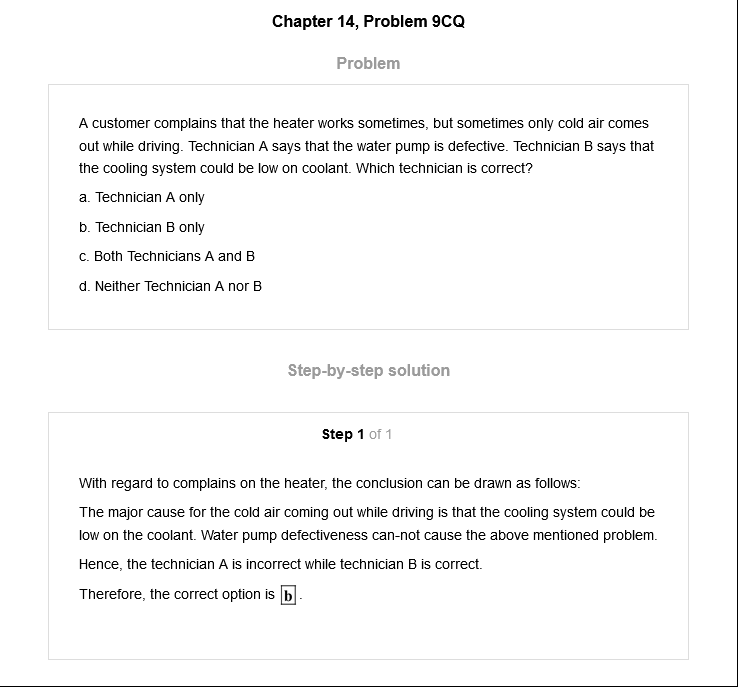 Chapter 14, Problem 9CQ
Problem
A customer complains that the heater works sometimes, but sometimes only cold air comes
out while driving. Technician A says that the water pump is defective. Technician B says that
the cooling system could be low on coolant. Which technician is correct?
a. Technician A only
b. Technician B only
c. Both Technicians A and B
d. Neither Technician A nor B
Step-by-step solution
Step 1 of 1
With regard to complains on the heater, the conclusion can be drawn as follows:
The major cause for the cold air coming out while driving is that the cooling system could be
low on the coolant. Water pump defectiveness can-not cause the above mentioned problem.
Hence, the technician A is incorrect while technician B is correct.
Therefore, the correct option is b.